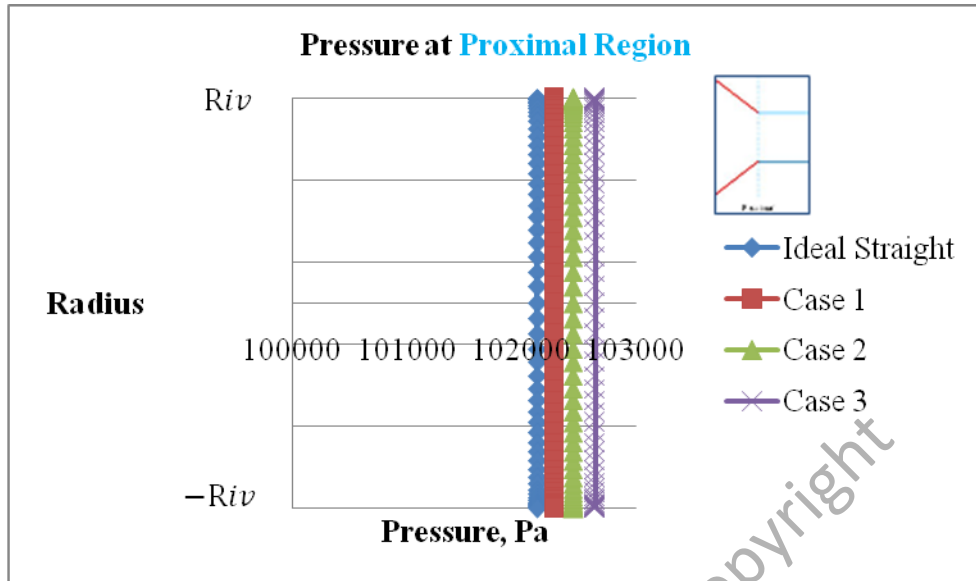 Pressure at Proximal Region
Riv
Ideal Straight
Case 1
Radius
100000 101000 102000 103000
Case 2
Case 3
−Riv
Pressure, Pa
opyright